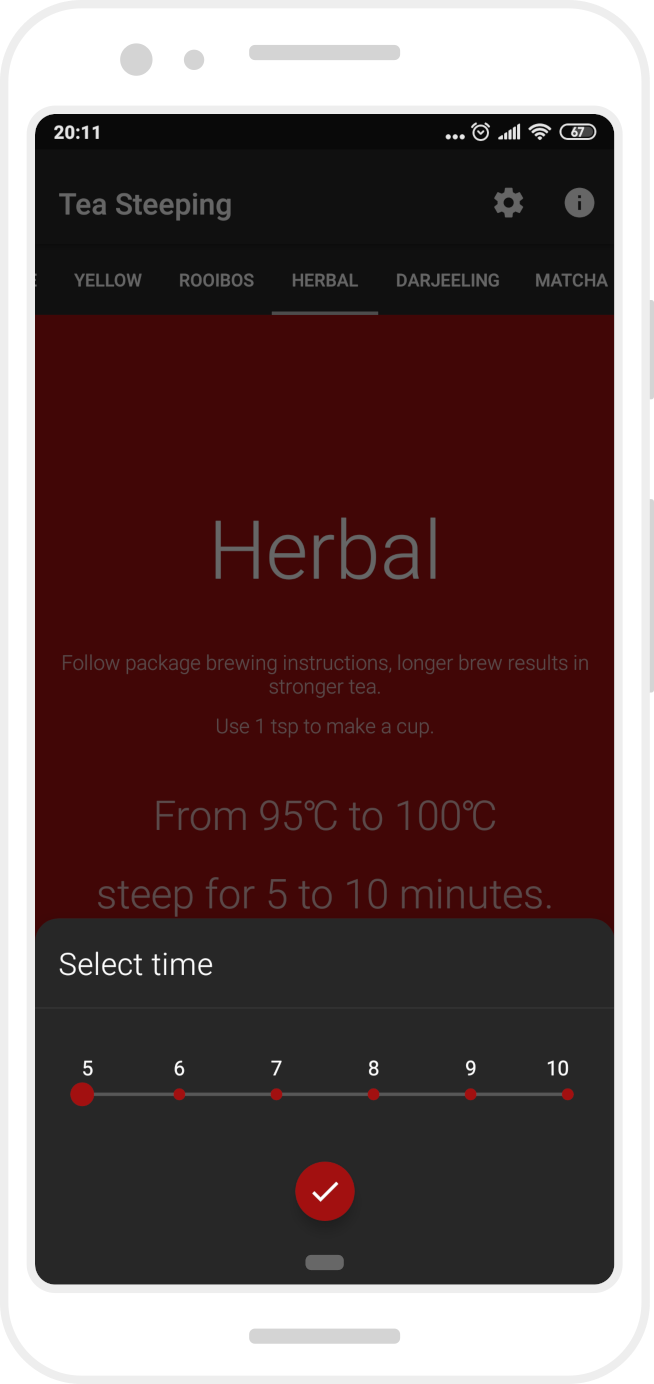 20:11
67
Tea Steeping
YELLOW ROOIBOS HERBAL DARJEELING MATCHA
Herbal
Follow package brewing instructions, longer brew results in
stronger tea.
Use 1 tsp to make a cup.
From 95℃ to 100℃
steep for 5 to 10 minutes.
Select time
5 6 7 8 9 10